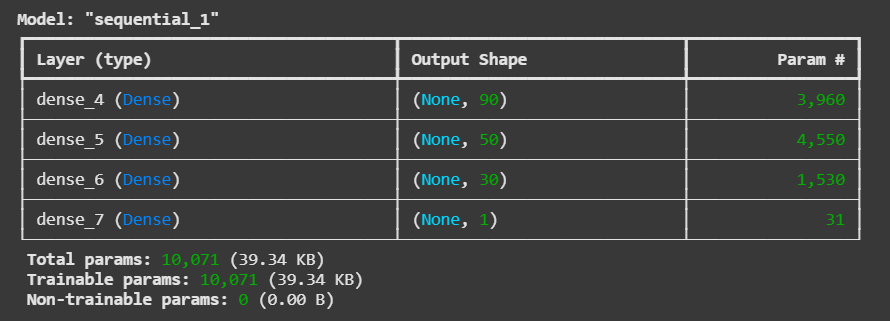 Model: "sequential_1"
Layer (type) Output Shape Param #
dense_4 (Dense) (None, 90) 3,960
dense_5 (Dense) (None, 50) 4,550
dense_6 (Dense) (None, 30) 1,530
dense_7 (Dense) (None, 1) 31
Total params: 10,071 (39.34 KB)
Trainable params: 10,071 (39.34 KB)
Non-trainable params: 0 (0.00 B)